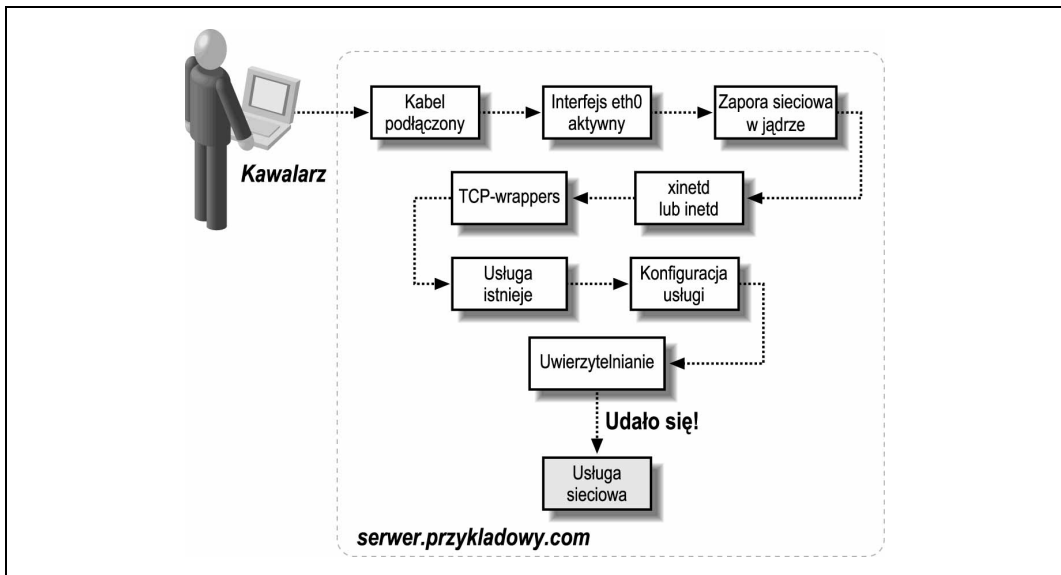 Kawalarz
Kabel
podłączony
Interfejs eth0
aktywny
Zapora sieciowa
w jądrze
xinetd
lub inetd
TCP-wrappers
Usługa
istnieje
Konfiguracja
usługi
Uwierzytelnianie
Udało się!
Usługa
sieciowa
serwer.przykladowy.com